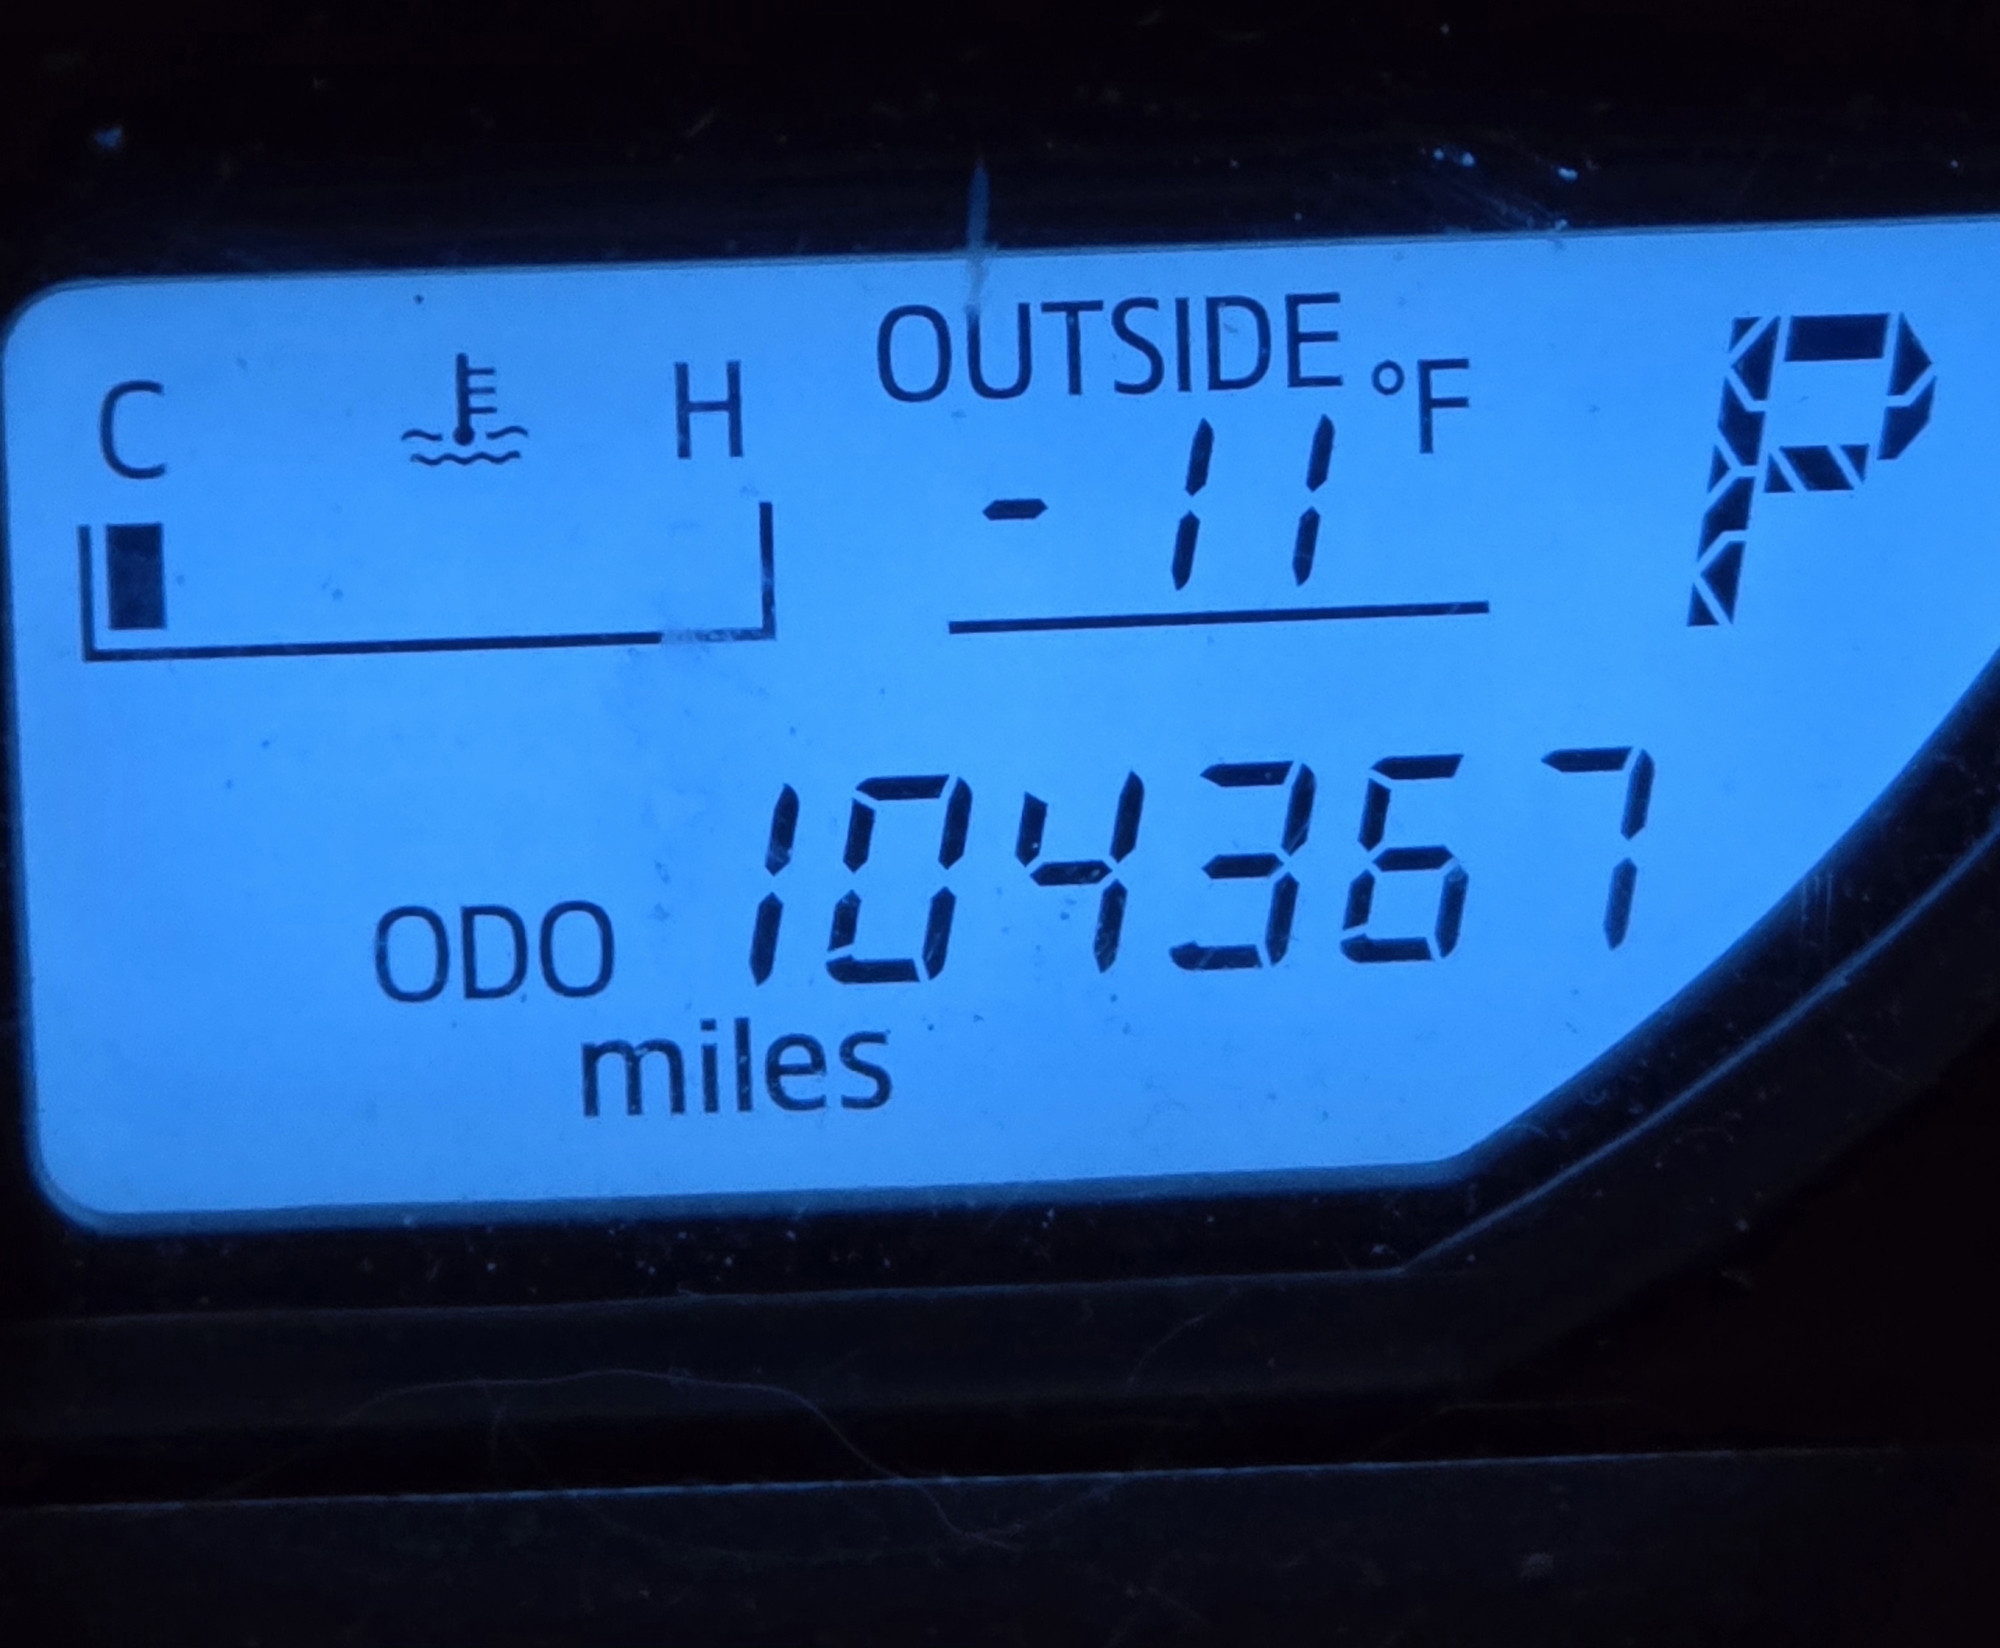 C H OUTSIDE °F P
-11
ODO 104367
miles